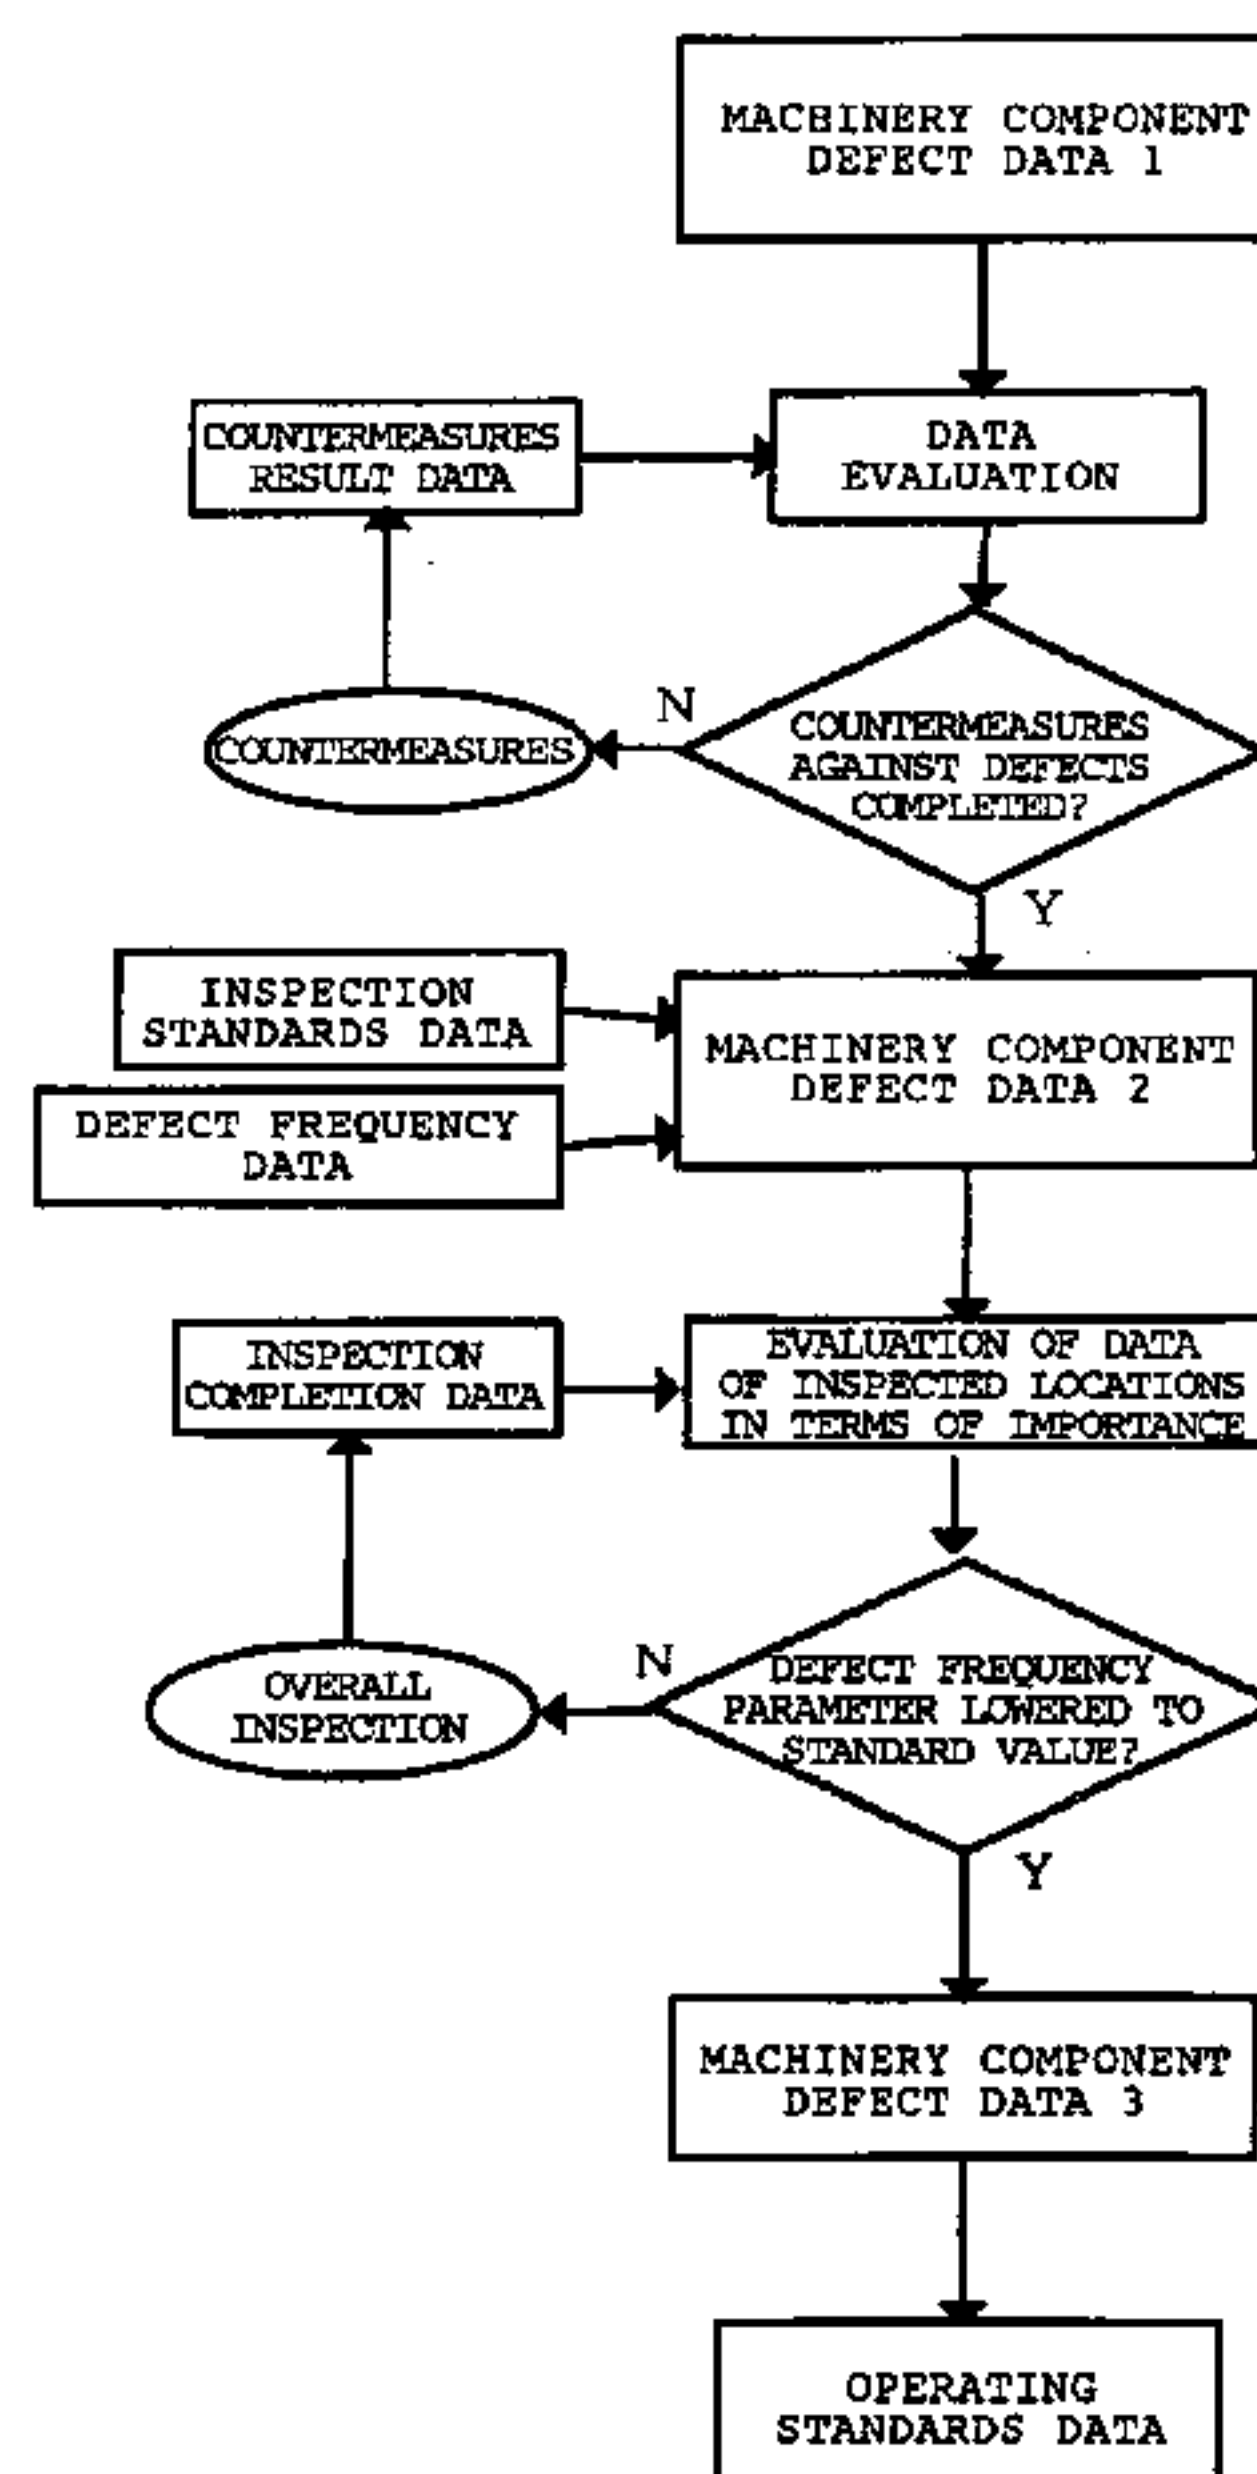 MACHINERY COMPONENT
DEFECT DATA 1
COUNTERMEASURES
RESULT DATA
DATA
EVALUATION
N
COUNTERMEASURES
COUNTERMEASURES
AGAINST DEFECTS
COMPLETED?
Y
INSPECTION
STANDARDS DATA
MACHINERY COMPONENT
DEFECT DATA 2
DEFECT FREQUENCY
DATA
INSPECTION
COMPLETION DATA
EVALUATION OF DATA
OF INSPECTED LOCATIONS
IN TERMS OF IMPORTANCE
N
OVERALL
INSPECTION
DEFECT FREQUENCY
PARAMETER LOWERED TO
STANDARD VALUE?
Y
MACHINERY COMPONENT
DEFECT DATA 3
OPERATING
STANDARDS DATA